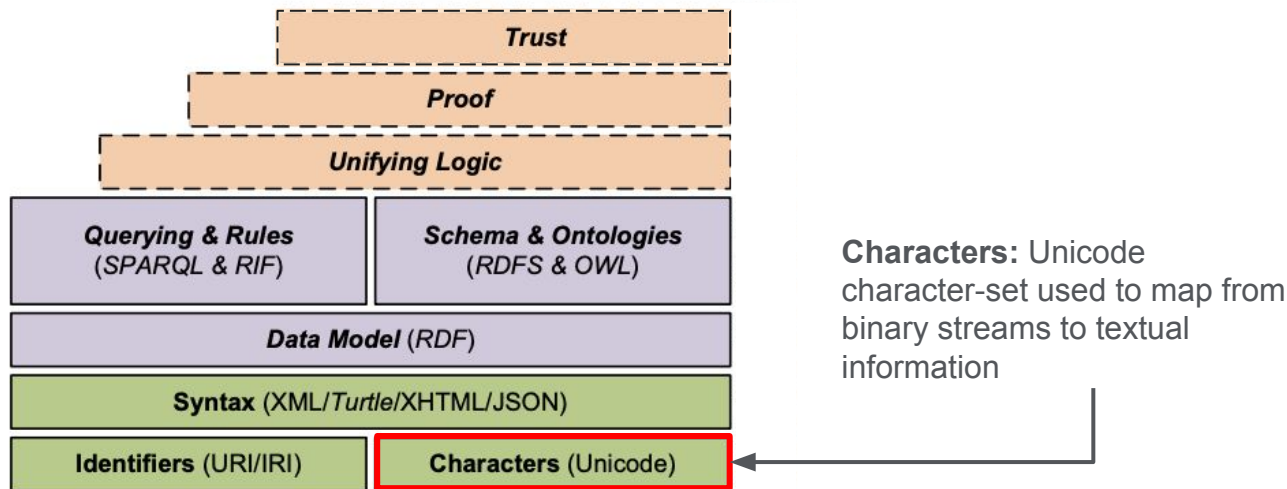 Trust
Proof
Unifying Logic
Querying & Rules
(SPARQL & RIF)
Schema & Ontologies
(RDFS & OWL)
Data Model (RDF)
Syntax (XML/Turtle/XHTML/JSON)
Identifiers (URI/IRI)
Characters (Unicode)
Characters: Unicode
character-set used to map from
binary streams to textual
information